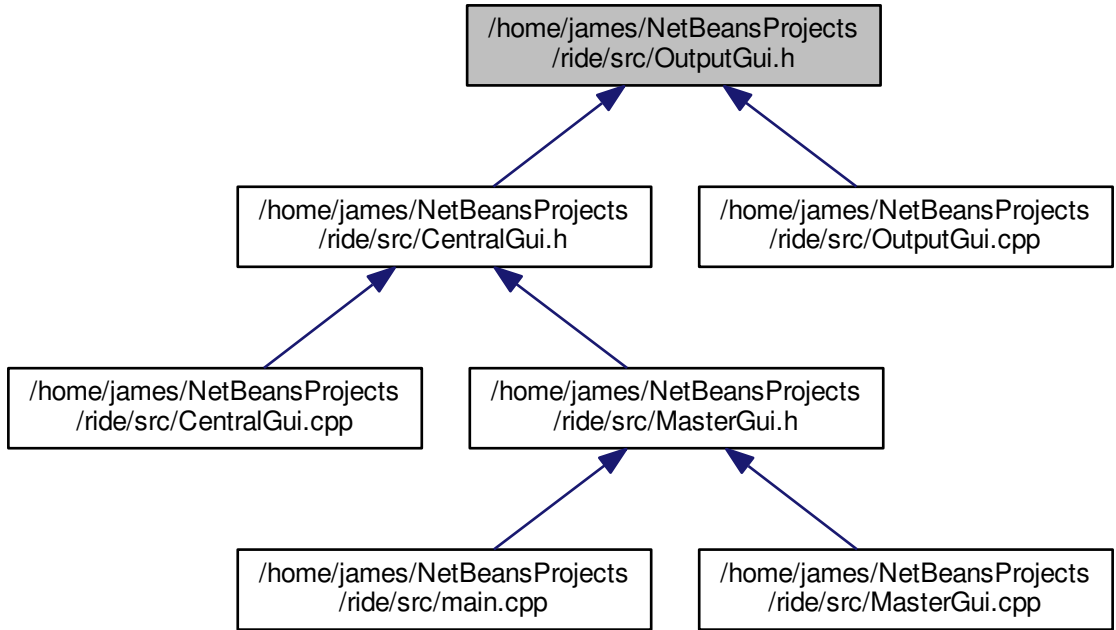 /home/james/NetBeansProjects
/ride/src/OutputGui.h
/home/james/NetBeansProjects
/ride/src/CentralGui.h
/home/james/NetBeansProjects
/ride/src/OutputGui.cpp
/home/james/NetBeansProjects
/ride/src/CentralGui.cpp
/home/james/NetBeansProjects
/ride/src/MasterGui.h
/home/james/NetBeansProjects
/ride/src/main.cpp
/home/james/NetBeansProjects
/ride/src/MasterGui.cpp